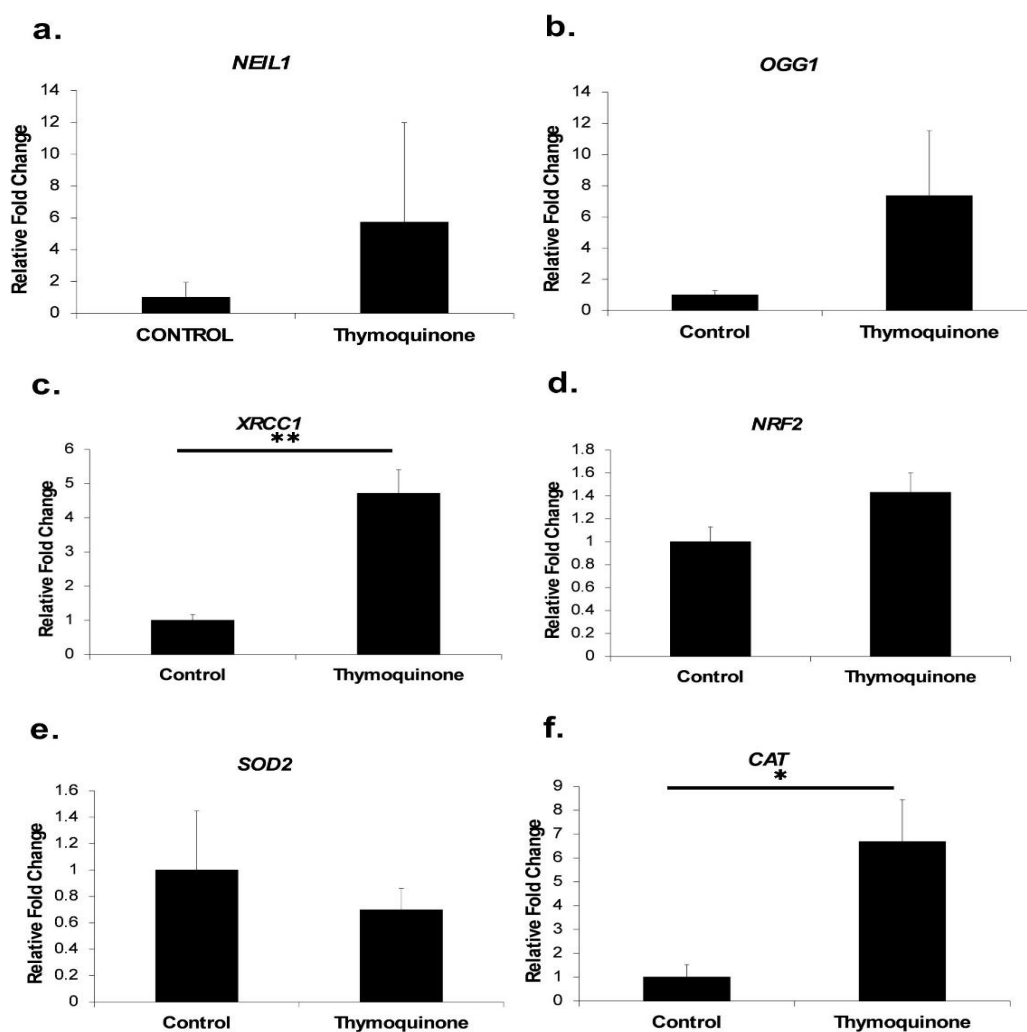 a.
NEIL1
Relative Fold Change
14
12
10
8
6
4
2
0
CONTROL Thymoquinone
b.
OGG1
Relative Fold Change
14
12
10
8
6
4
2
0
Control Thymoquinone
c.
XRCC1
**
Relative Fold Change
6
5
4
3
2
1
0
Control Thymoquinone
d.
NRF2
Relative Fold Change
1.8
1.6
1.4
1.2
1
0.8
0.6
0.4
0.2
0
Control Thymoquinone
e.
SOD2
Relative Fold Change
1.6
1.4
1.2
1
0.8
0.6
0.4
0.2
0
Control Thymoquinone
f.
CAT
*
Relative Fold Change
9
8
7
6
5
4
3
2
1
0
Control Thymoquinone